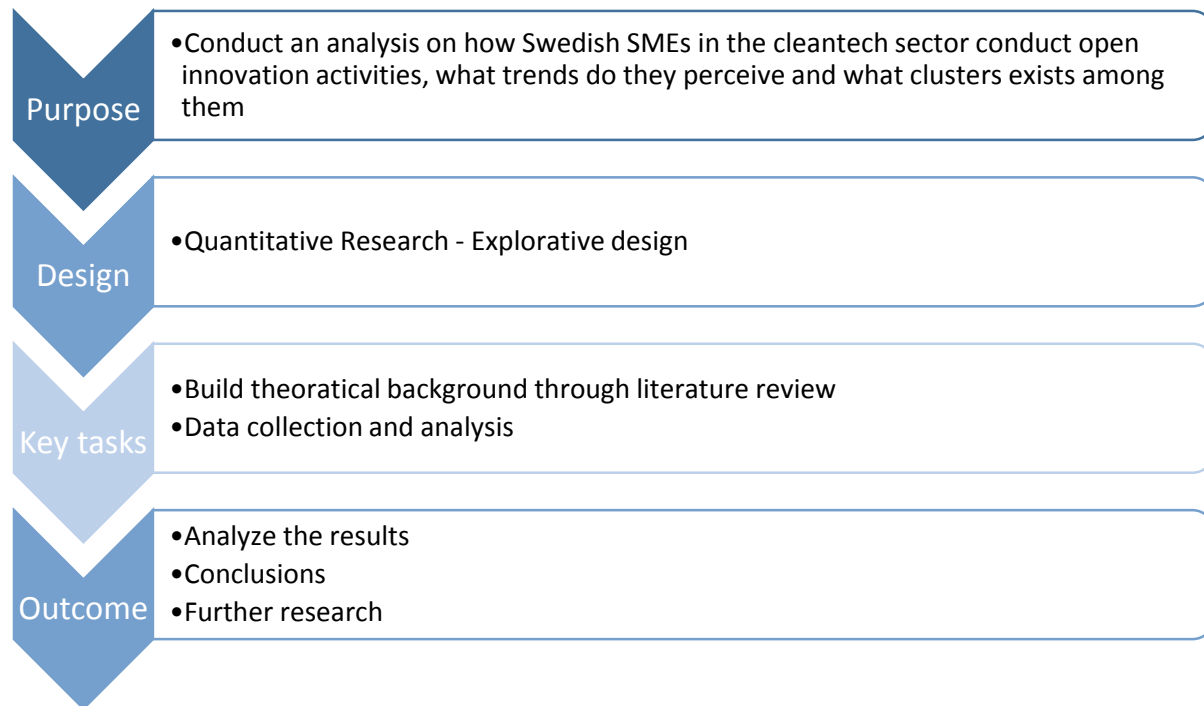 Purpose
•Conduct an analysis on how Swedish SMEs in the cleantech sector conduct open
innovation activities, what trends do they perceive and what clusters exists among
them
Design
•Quantitative Research - Explorative design
Key tasks
•Build theoratical background through literature review
•Data collection and analysis
Outcome
•Analyze the results
•Conclusions
•Further research